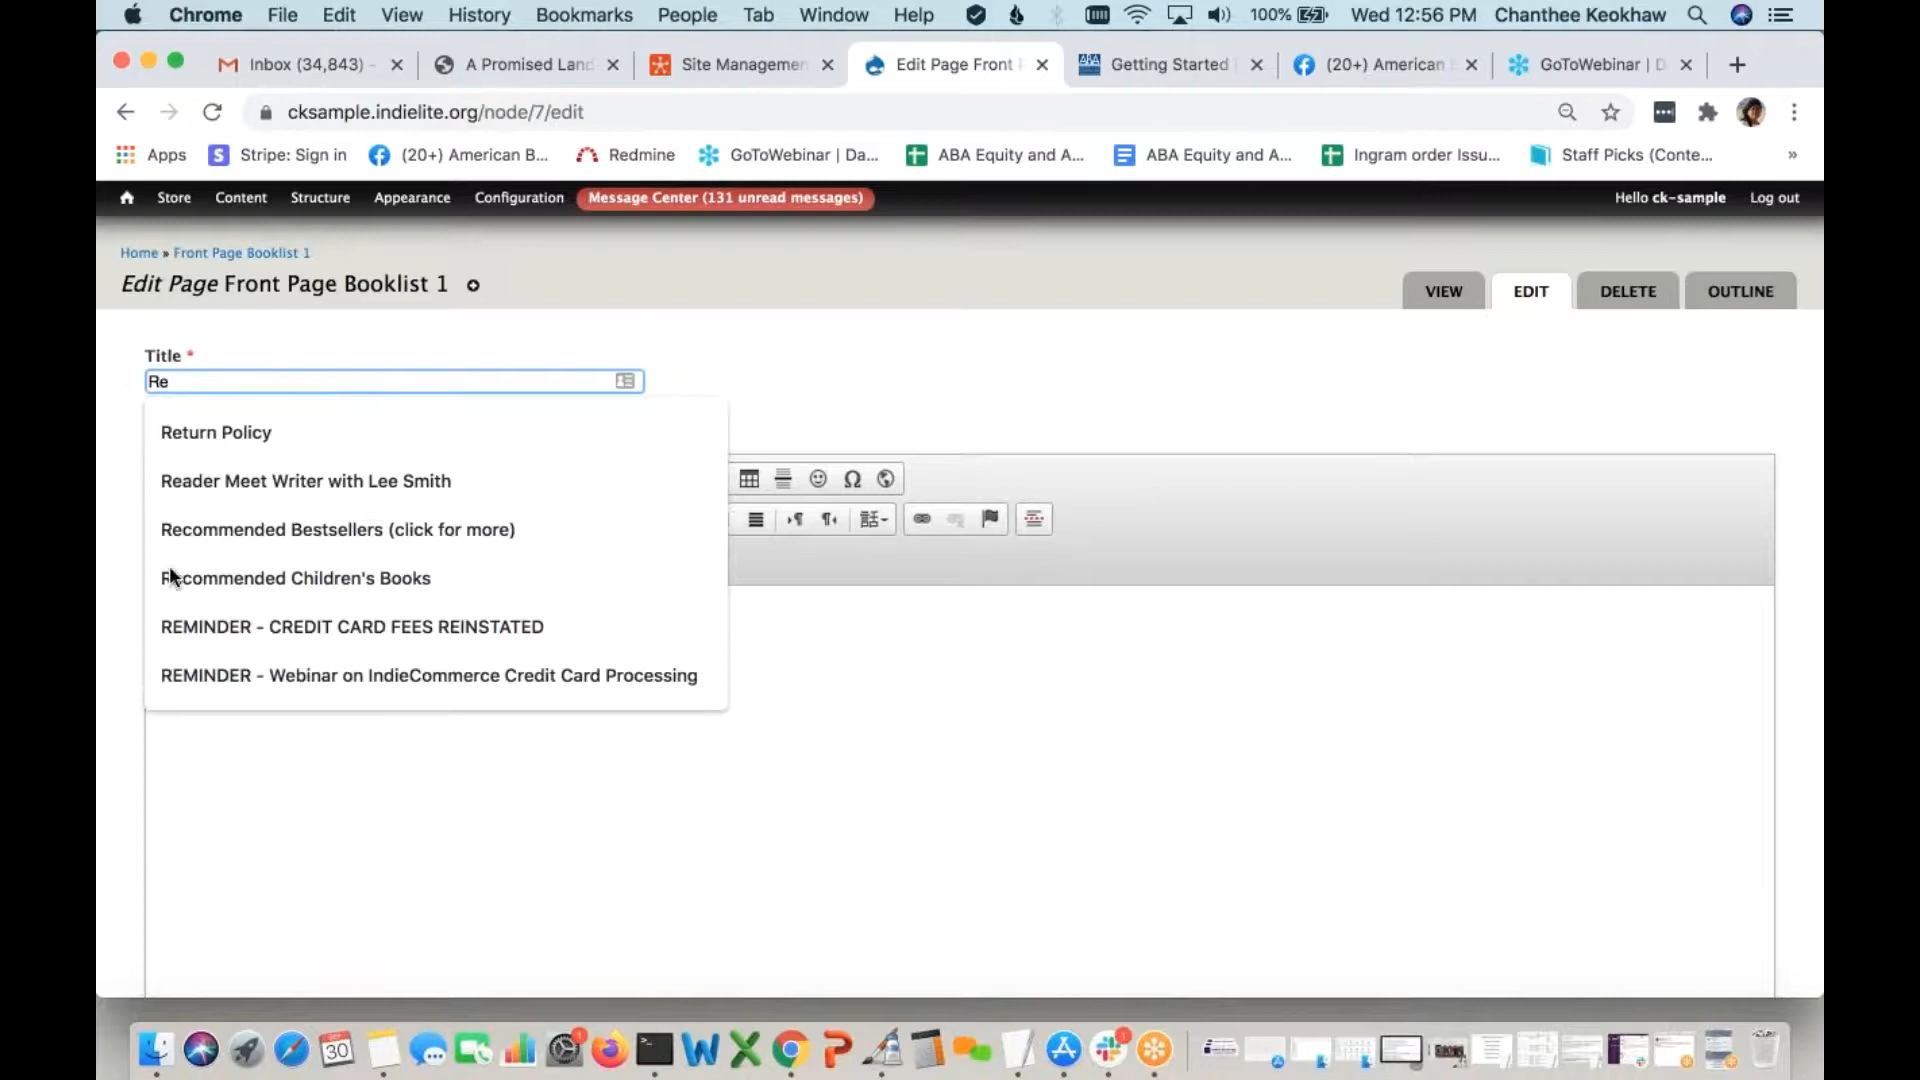 Chrome File Edit View History Bookmarks People Tab Window Help 100% Wed 12:56 PM Chanthee Keokhaw
Inbox (34,843) - A Promised Land Site Managemen Edit Page Front Getting Started (20+) American GoToWebinar | D
cksample.indielite.org/node/7/edit
Apps Stripe: Sign in (20+) American B... Redmine GoToWebinar | Da... ABA Equity and A... ABA Equity and A... Ingram order Issu... Staff Picks (Conte... »
Store Content Structure Appearance Configuration Message Center (131 unread messages) Hello ck-sample Log out
Home » Front Page Booklist 1
Edit Page Front Page Booklist 1
VIEW EDIT DELETE OUTLINE
Title *
Re
Return Policy
Reader Meet Writer with Lee Smith
Recommended Bestsellers (click for more)
Recommended Children's Books
REMINDER - CREDIT CARD FEES REINSTATED
REMINDER - Webinar on IndieCommerce Credit Card Processing